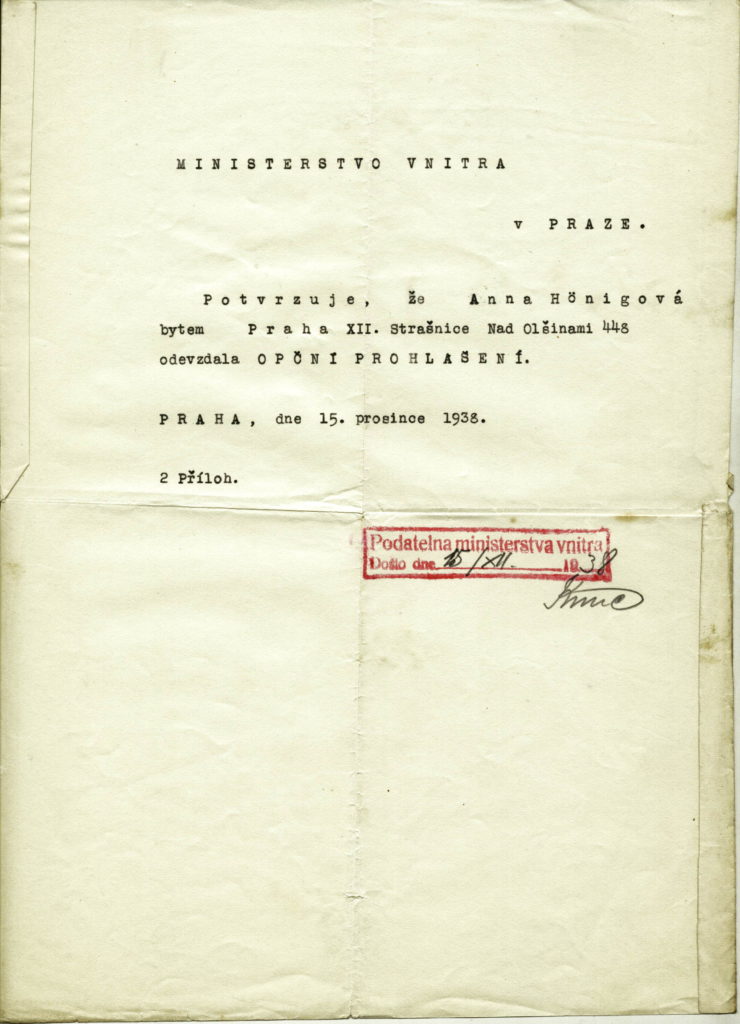 MINISTERSTVO VNITRA
v PRAZE.
Potvrzuje, že Anna Hönigová
bytem Praha XII. Strašnice Nad Olšinami 448
odevzdala OPČNÍ PROHLAŠENÍ.
PRAHA, dne 15. prosince 1938.
2 Příloh.
Podatelna ministerstva vnitra
Došlo dne 15/XII. 1938